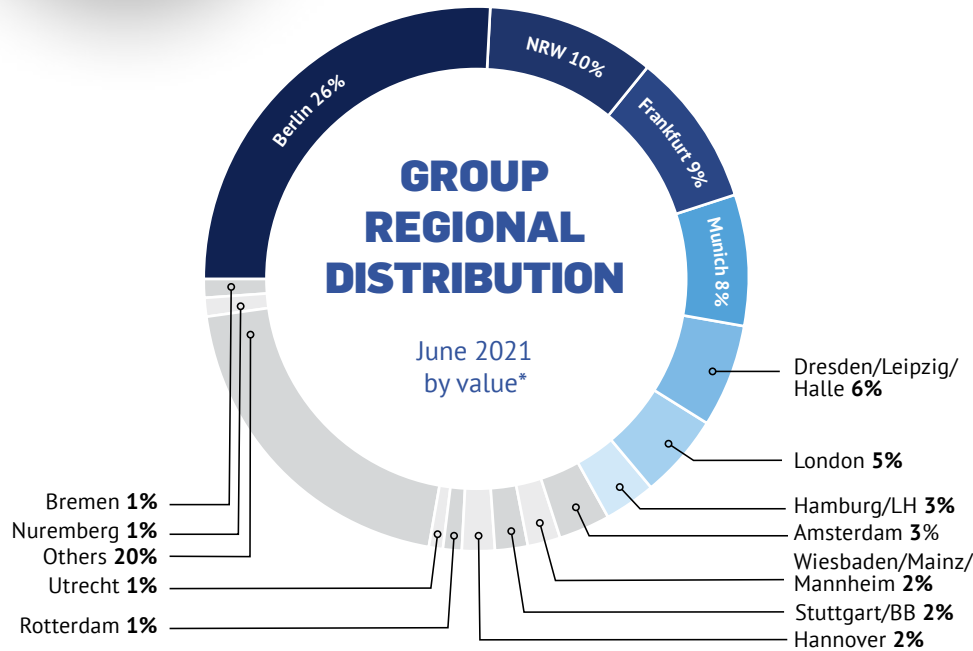 GROUP
REGIONAL
DISTRIBUTION
June 2021
by value*
Berlin 26%
NRW 10%
Frankfurt 9%
Munich 8%
Dresden/Leipzig/
Halle 6%
London 5%
Hamburg/LH 3%
Amsterdam 3%
Wiesbaden/Mainz/
Mannheim 2%
Stuttgart/BB 2%
Hannover 2%
Bremen 1%
Nuremberg 1%
Others 20%
Utrecht 1%
Rotterdam 1%